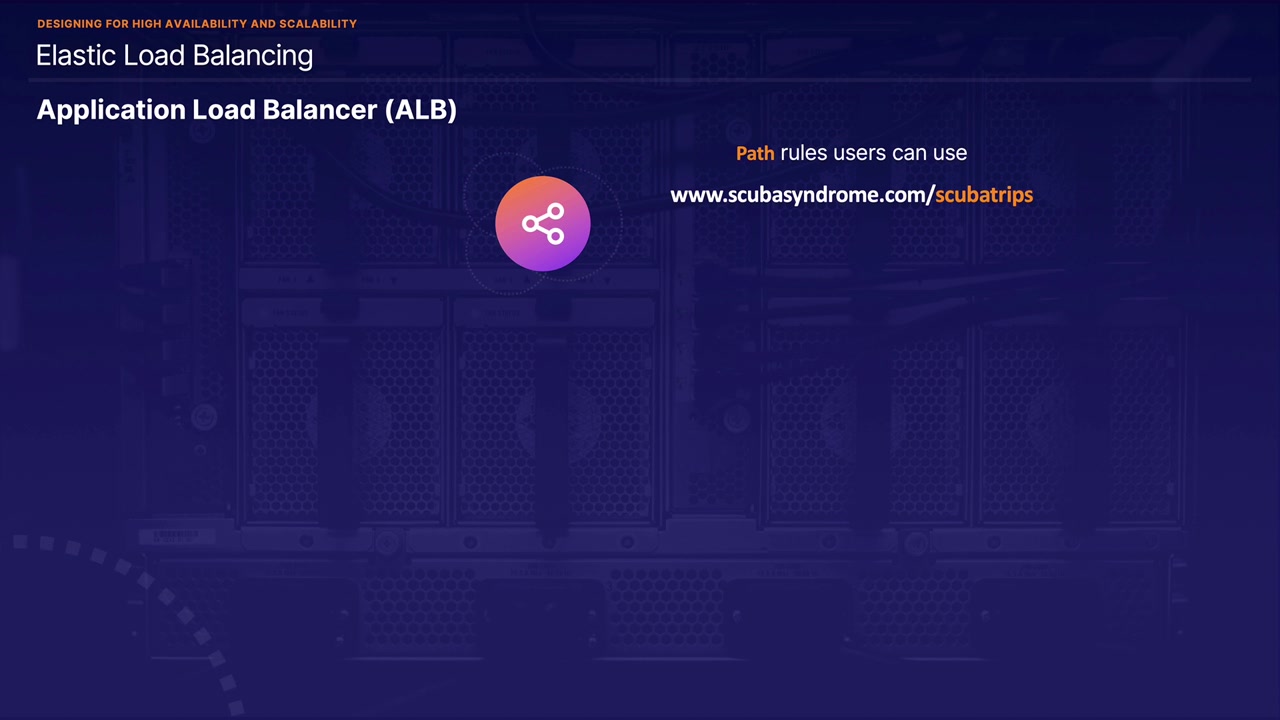 DESIGNING FOR HIGH AVAILABILITY AND SCALABILITY
Elastic Load Balancing
Application Load Balancer (ALB)
Path rules users can use
www.scubasyndrome.com/scubatrips